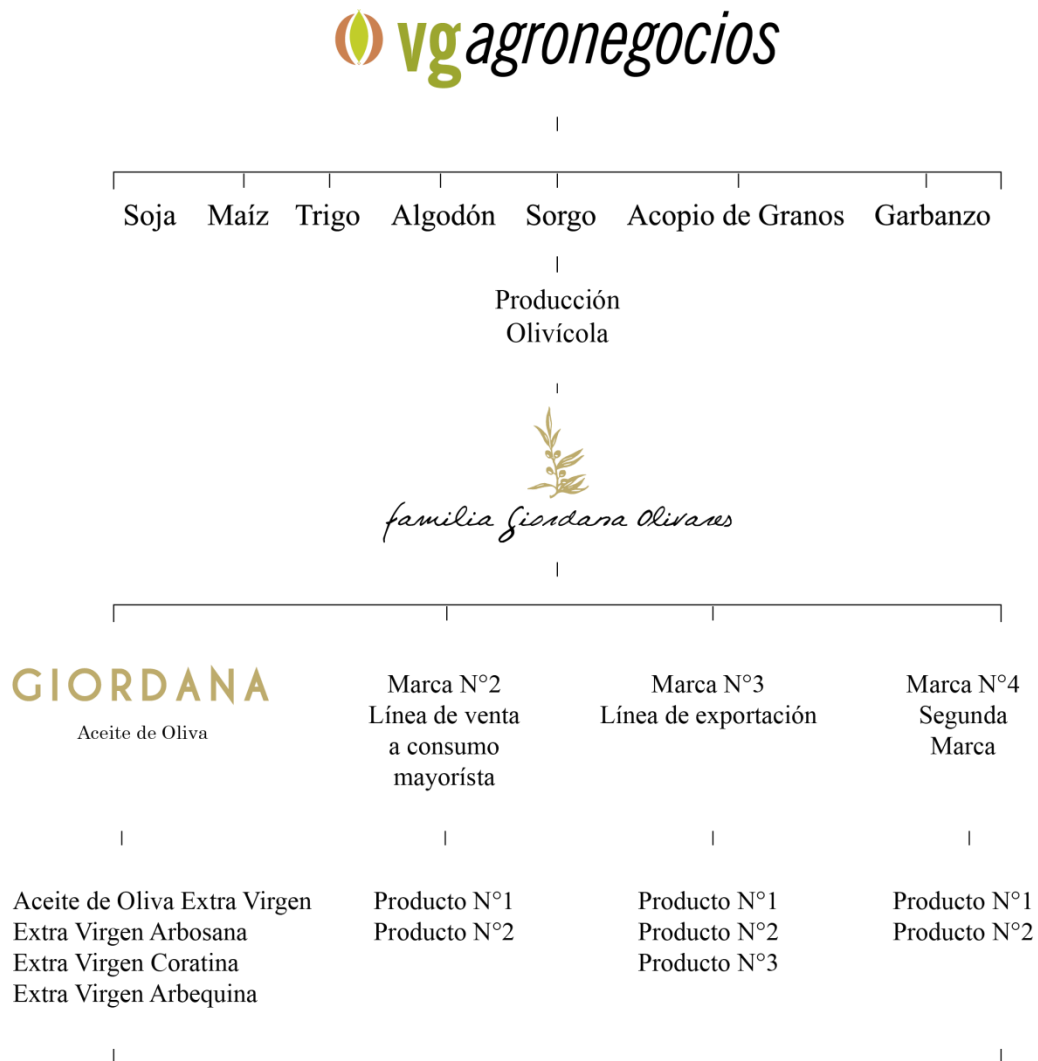 vg agronegocios
Soja Maíz Trigo Algodón Sorgo Acopio de Granos Garbanzo
Producción
Olivícola
familia Giordana Olivares
GIORDANA
Aceite de Oliva
Marca N°2
Línea de venta
a consumo
mayorísta
Marca N°3
Línea de exportación
Marca N°4
Segunda
Marca
Aceite de Oliva Extra Virgen
Extra Virgen Arbosana
Extra Virgen Coratina
Extra Virgen Arbequina
Producto N°1
Producto N°2
Producto N°1
Producto N°2
Producto N°3
Producto N°1
Producto N°2